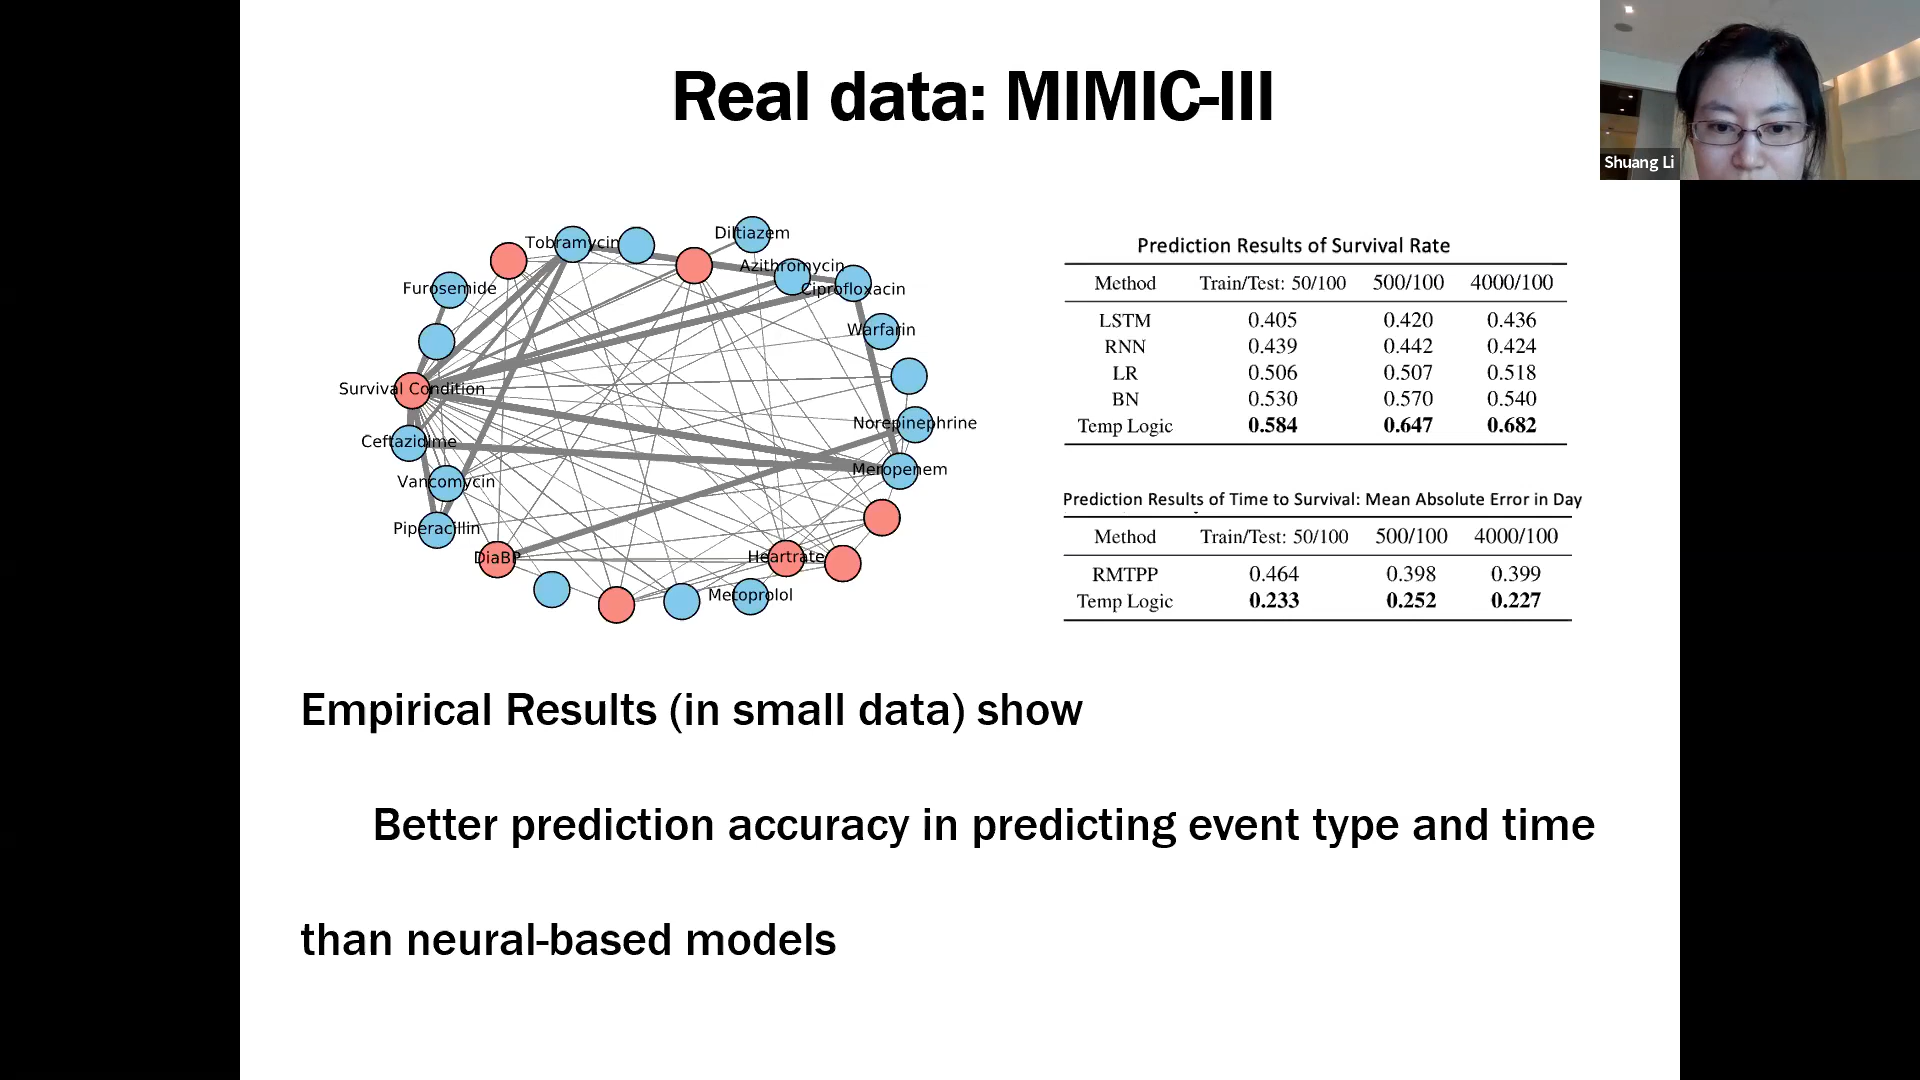 Real data: MIMIC-III
Shuang Li
Tobramycin
Diltiazem
Azithromycin
Furosemide
Ciprofloxacin
Warfarin
Survival Condition
Norepinephrine
Ceftazidime
Meropenem
Vancomycin
Piperacillin
DiaBP
Heartrate
Metoprolol
Prediction Results of Survival Rate
Method Train/Test: 50/100 500/100 4000/100
LSTM 0.405 0.420 0.436
RNN 0.439 0.442 0.424
LR 0.506 0.507 0.518
BN 0.530 0.570 0.540
Temp Logic 0.584 0.647 0.682
Prediction Results of Time to Survival: Mean Absolute Error in Day
Method Train/Test: 50/100 500/100 4000/100
RMTPP 0.464 0.398 0.399
Temp Logic 0.233 0.252 0.227
Empirical Results (in small data) show
Better prediction accuracy in predicting event type and time
than neural-based models